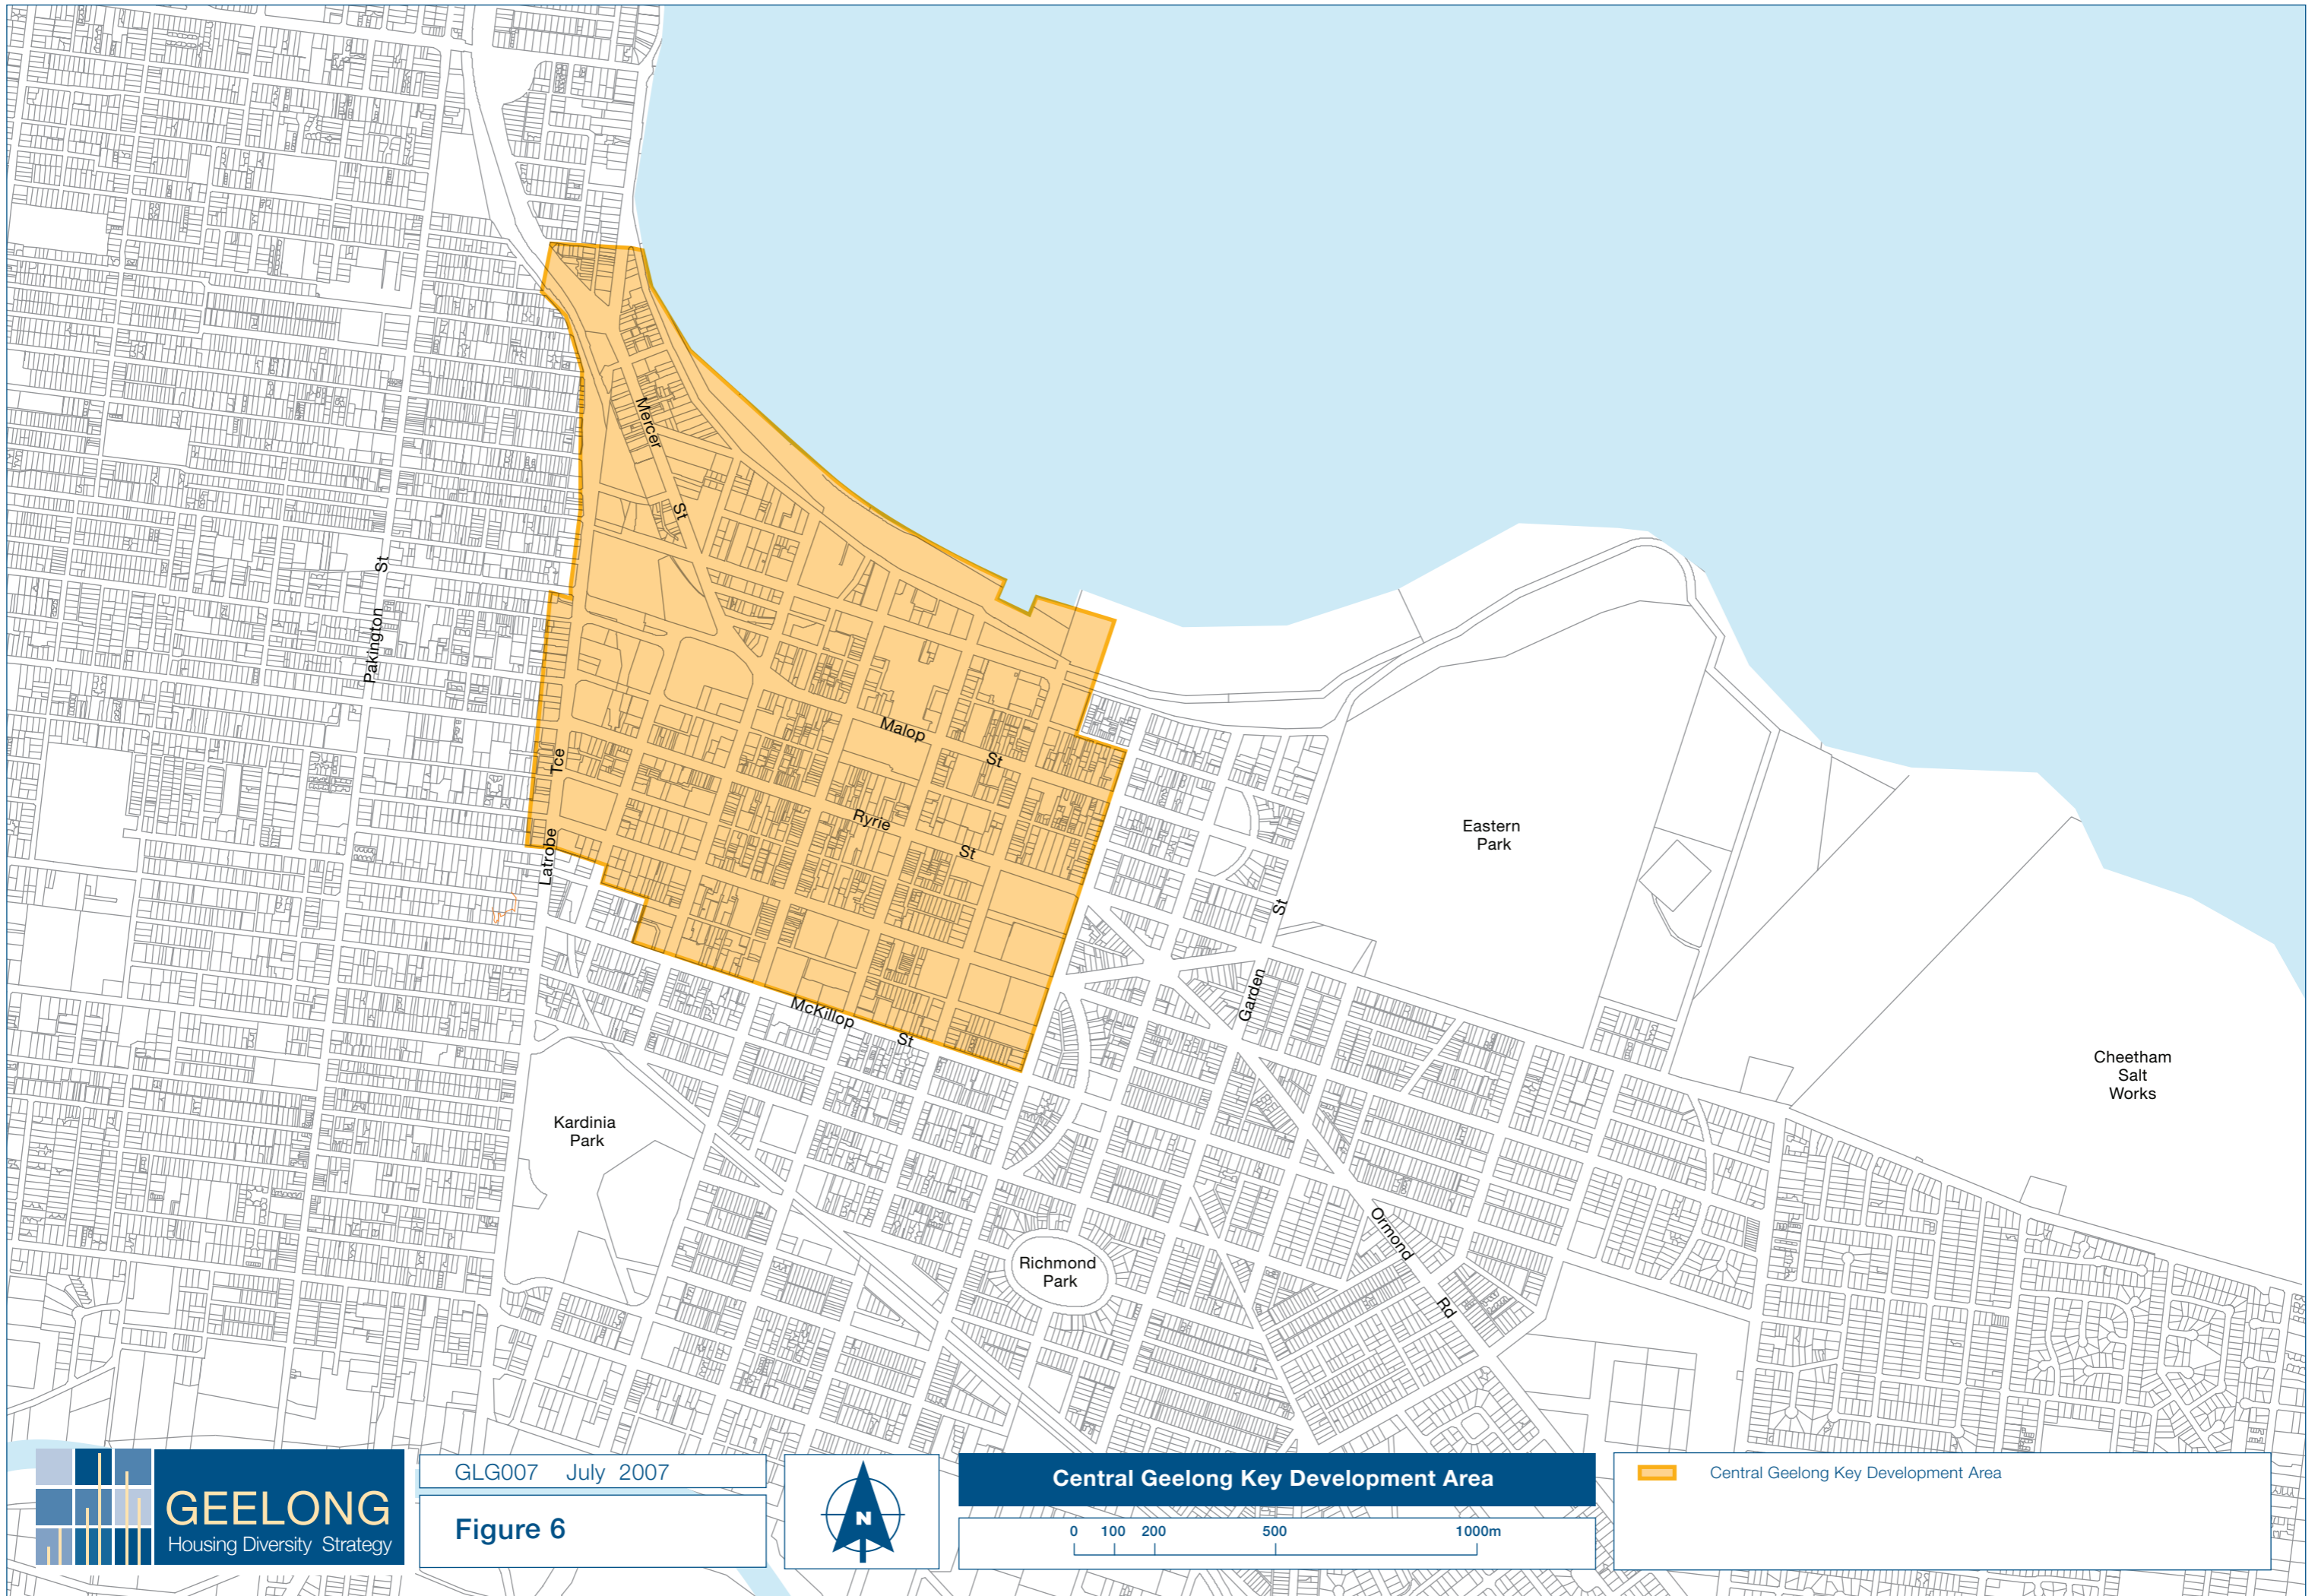 Mercer
St
Pakington St
Malop
St
Tce
Latrobe
Ryrie
St
Eastern
Park
St
Garden
McKillop
St
Cheetham
Salt
Works
Kardinia
Park
Richmond
Park
Ormond
Rd
GEELONG
Housing Diversity Strategy
GLG007 July 2007
Figure 6
N
Central Geelong Key Development Area
0 100 200 500 1000m
Central Geelong Key Development Area